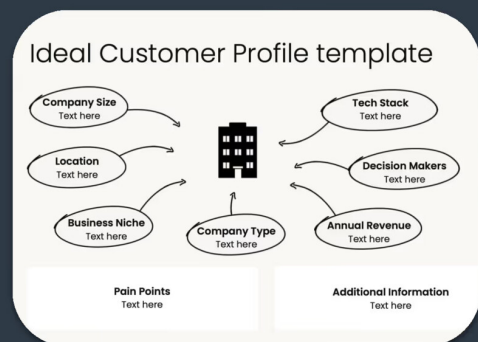 Ideal Customer Profile template
Company Size
Text here
Tech Stack
Text here
Location
Text here
Decision Makers
Text here
Business Niche
Text here
Company Type
Text here
Annual Revenue
Text here
Pain Points
Text here
Additional Information
Text here